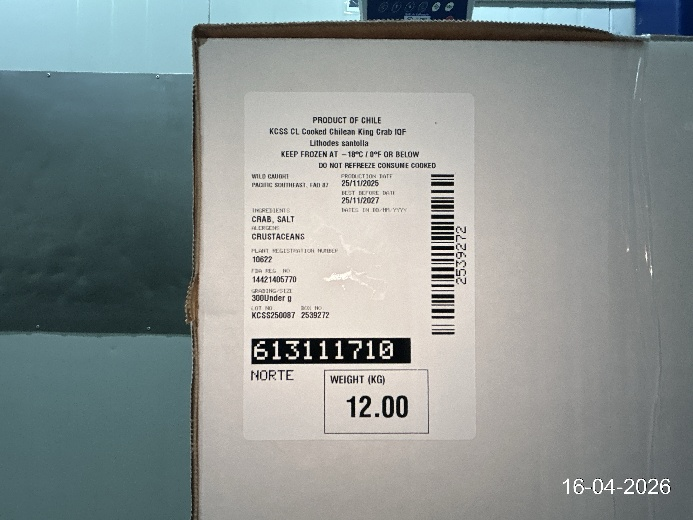 PRODUCT OF CHILE
KCSS CL Cooked Chilean King Crab IQF
Lithodes santolla
KEEP FROZEN AT -18ºC / 0ºF OR BELOW
DO NOT REFREEZE CONSUME COOKED
WILD CAUGHT
PACIFIC SOUTHEAST, FAO 87
PRODUCTION DATE
25/11/2025
BEST BEFORE DATE
25/11/2027
DATES IN DD/MM/YYYY
INGREDIENTS
CRAB, SALT
ALERGENS
CRUSTACEANS
PLANT REGISTRATION NUMBER
10622
FDA REG. NO
14421405770
GRADING/SIZE
300Under g
LOT NO BOX NO
KCSS250087 2539272
2539272
613111710
NORTE
WEIGHT (KG)
12.00
16-04-2026